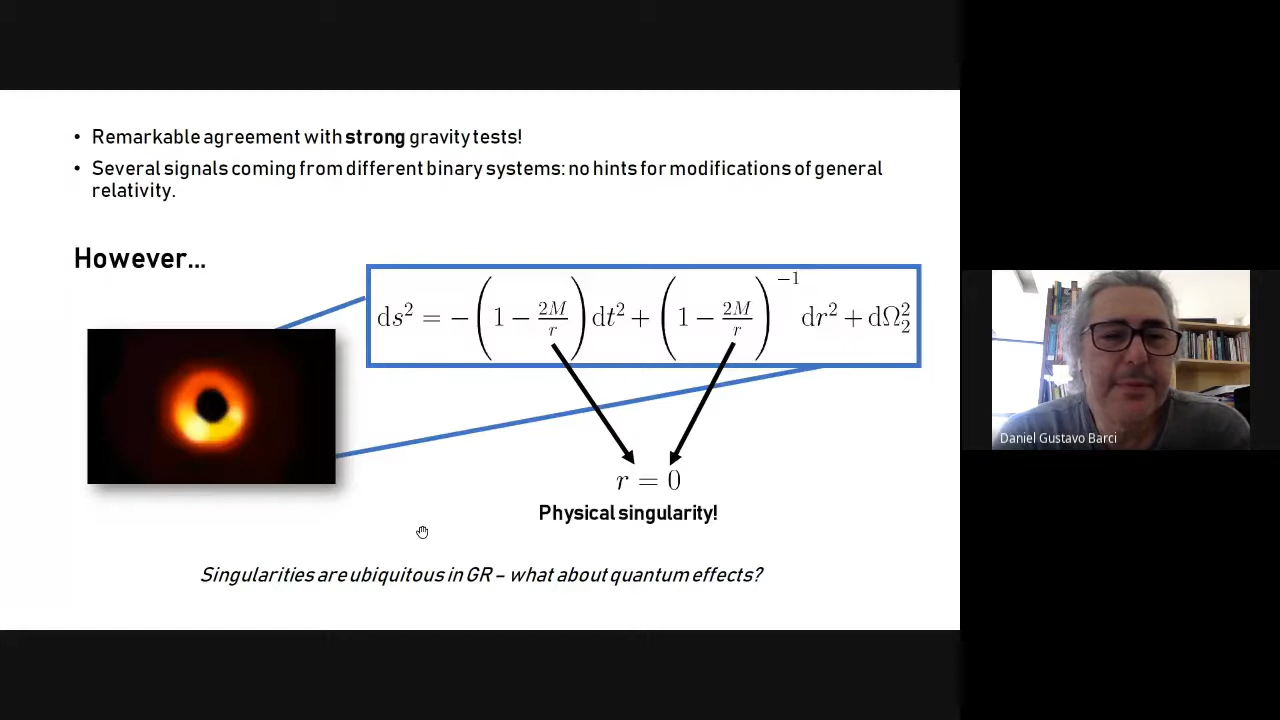 • Remarkable agreement with strong gravity tests!
• Several signals coming from different binary systems: no hints for modifications of general
relativity.
However...
ds² = −(1 − 2M/r)dt² + (1 − 2M/r)⁻¹ dr² + dΩ₂²
r = 0
Physical singularity!
Singularities are ubiquitous in GR – what about quantum effects?
Daniel Gustavo Barci